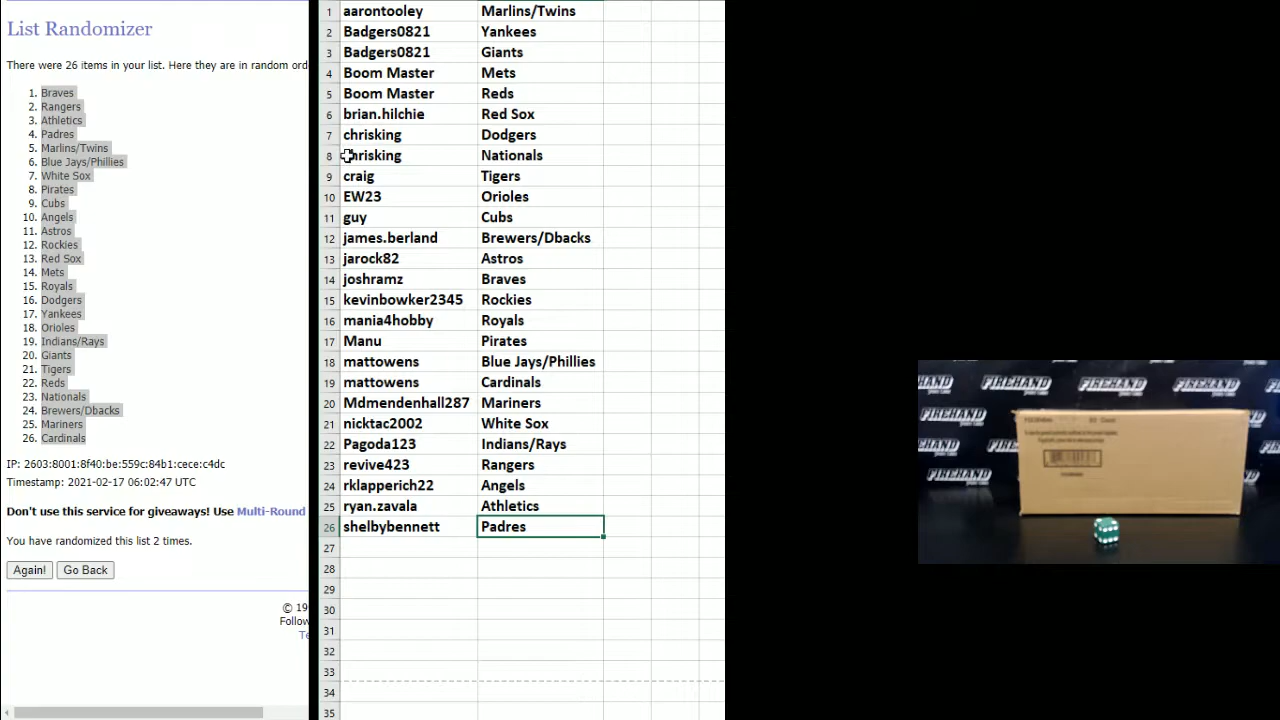 List Randomizer
There were 26 items in your list. Here they are in random ord
1. Braves
2. Rangers
3. Athletics
4. Padres
5. Marlins/Twins
6. Blue Jays/Phillies
7. White Sox
8. Pirates
9. Cubs
10. Angels
11. Astros
12. Rockies
13. Red Sox
14. Mets
15. Royals
16. Dodgers
17. Yankees
18. Orioles
19. Indians/Rays
20. Giants
21. Tigers
22. Reds
23. Nationals
24. Brewers/Dbacks
25. Mariners
26. Cardinals
IP: 2603:8001:8f40:be:559c:84b1:cece:c4dc
Timestamp: 2021-02-17 06:02:47 UTC
Don't use this service for giveaways! Use Multi-Round
You have randomized this list 2 times.
Again! Go Back
© 19
Follow
Te
1 aarontooley Marlins/Twins
2 Badgers0821 Yankees
3 Badgers0821 Giants
4 Boom Master Mets
5 Boom Master Reds
6 brian.hilchie Red Sox
7 chrisking Dodgers
8 chrisking Nationals
9 craig Tigers
10 EW23 Orioles
11 guy Cubs
12 james.berland Brewers/Dbacks
13 jarock82 Astros
14 joshramz Braves
15 kevinbowker2345 Rockies
16 mania4hobby Royals
17 Manu Pirates
18 mattowens Blue Jays/Phillies
19 mattowens Cardinals
20 Mdmendenhall287 Mariners
21 nicktac2002 White Sox
22 Pagoda123 Indians/Rays
23 revive423 Rangers
24 rklapperich22 Angels
25 ryan.zavala Athletics
26 shelbybennett Padres
27
28
29
30
31
32
33
34
35
FIREHAND
FIREHAND
FIREHAND
FIREHAND
FIREHAND